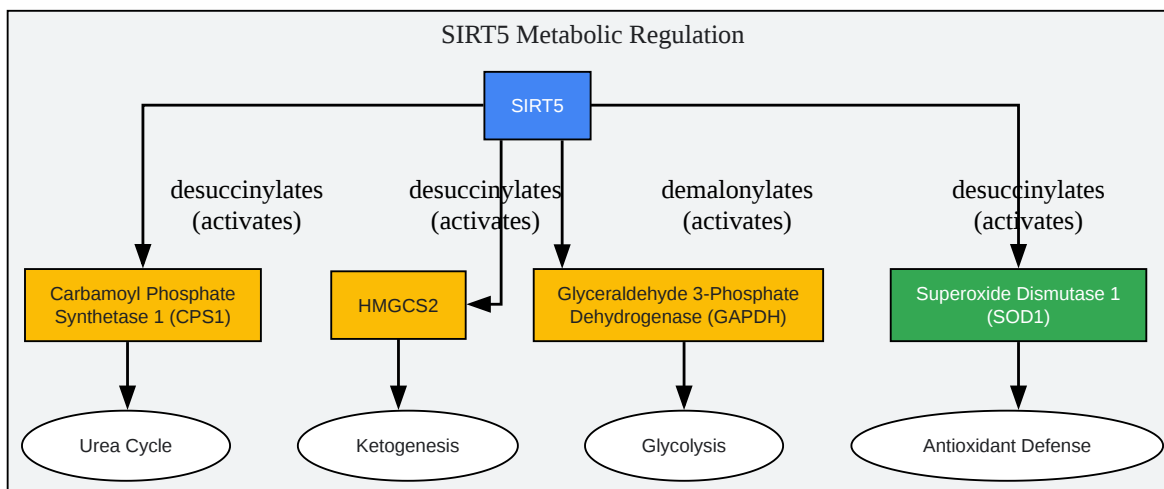 SIRT5 Metabolic Regulation
SIRT5
desuccinylates
(activates)
desuccinylates
(activates)
demalonylates
(activates)
desuccinylates
(activates)
Carbamoyl Phosphate
Synthetase 1 (CPS1)
HMGCS2
Glyceraldehyde 3-Phosphate
Dehydrogenase (GAPDH)
Superoxide Dismutase 1
(SOD1)
Urea Cycle
Ketogenesis
Glycolysis
Antioxidant Defense